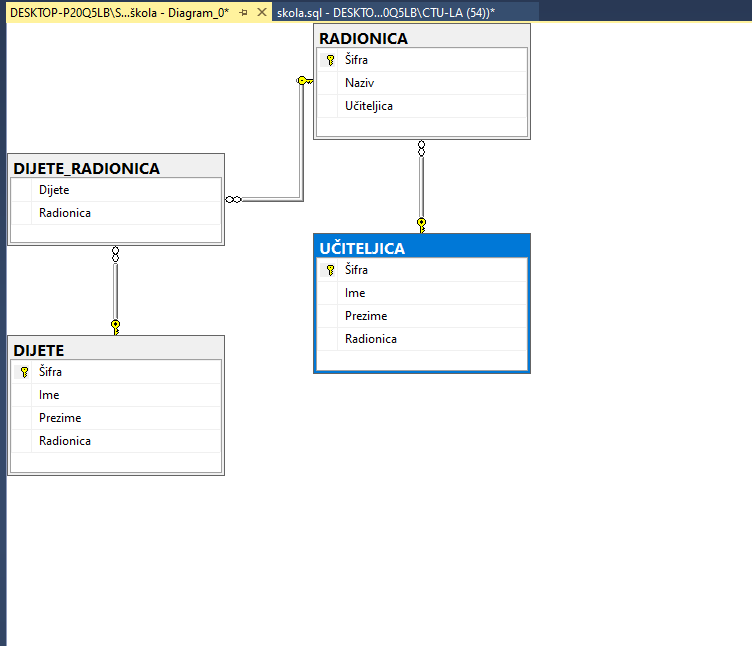 DESKTOP-P20Q5LB\S...škola - Diagram_0*
skola.sql - DESKTO...0Q5LB\CTU-LA (54))*
RADIONICA
Šifra
Naziv
Učiteljica
DIJETE_RADIONICA
Dijete
Radionica
UČITELJICA
Šifra
Ime
Prezime
Radionica
DIJETE
Šifra
Ime
Prezime
Radionica